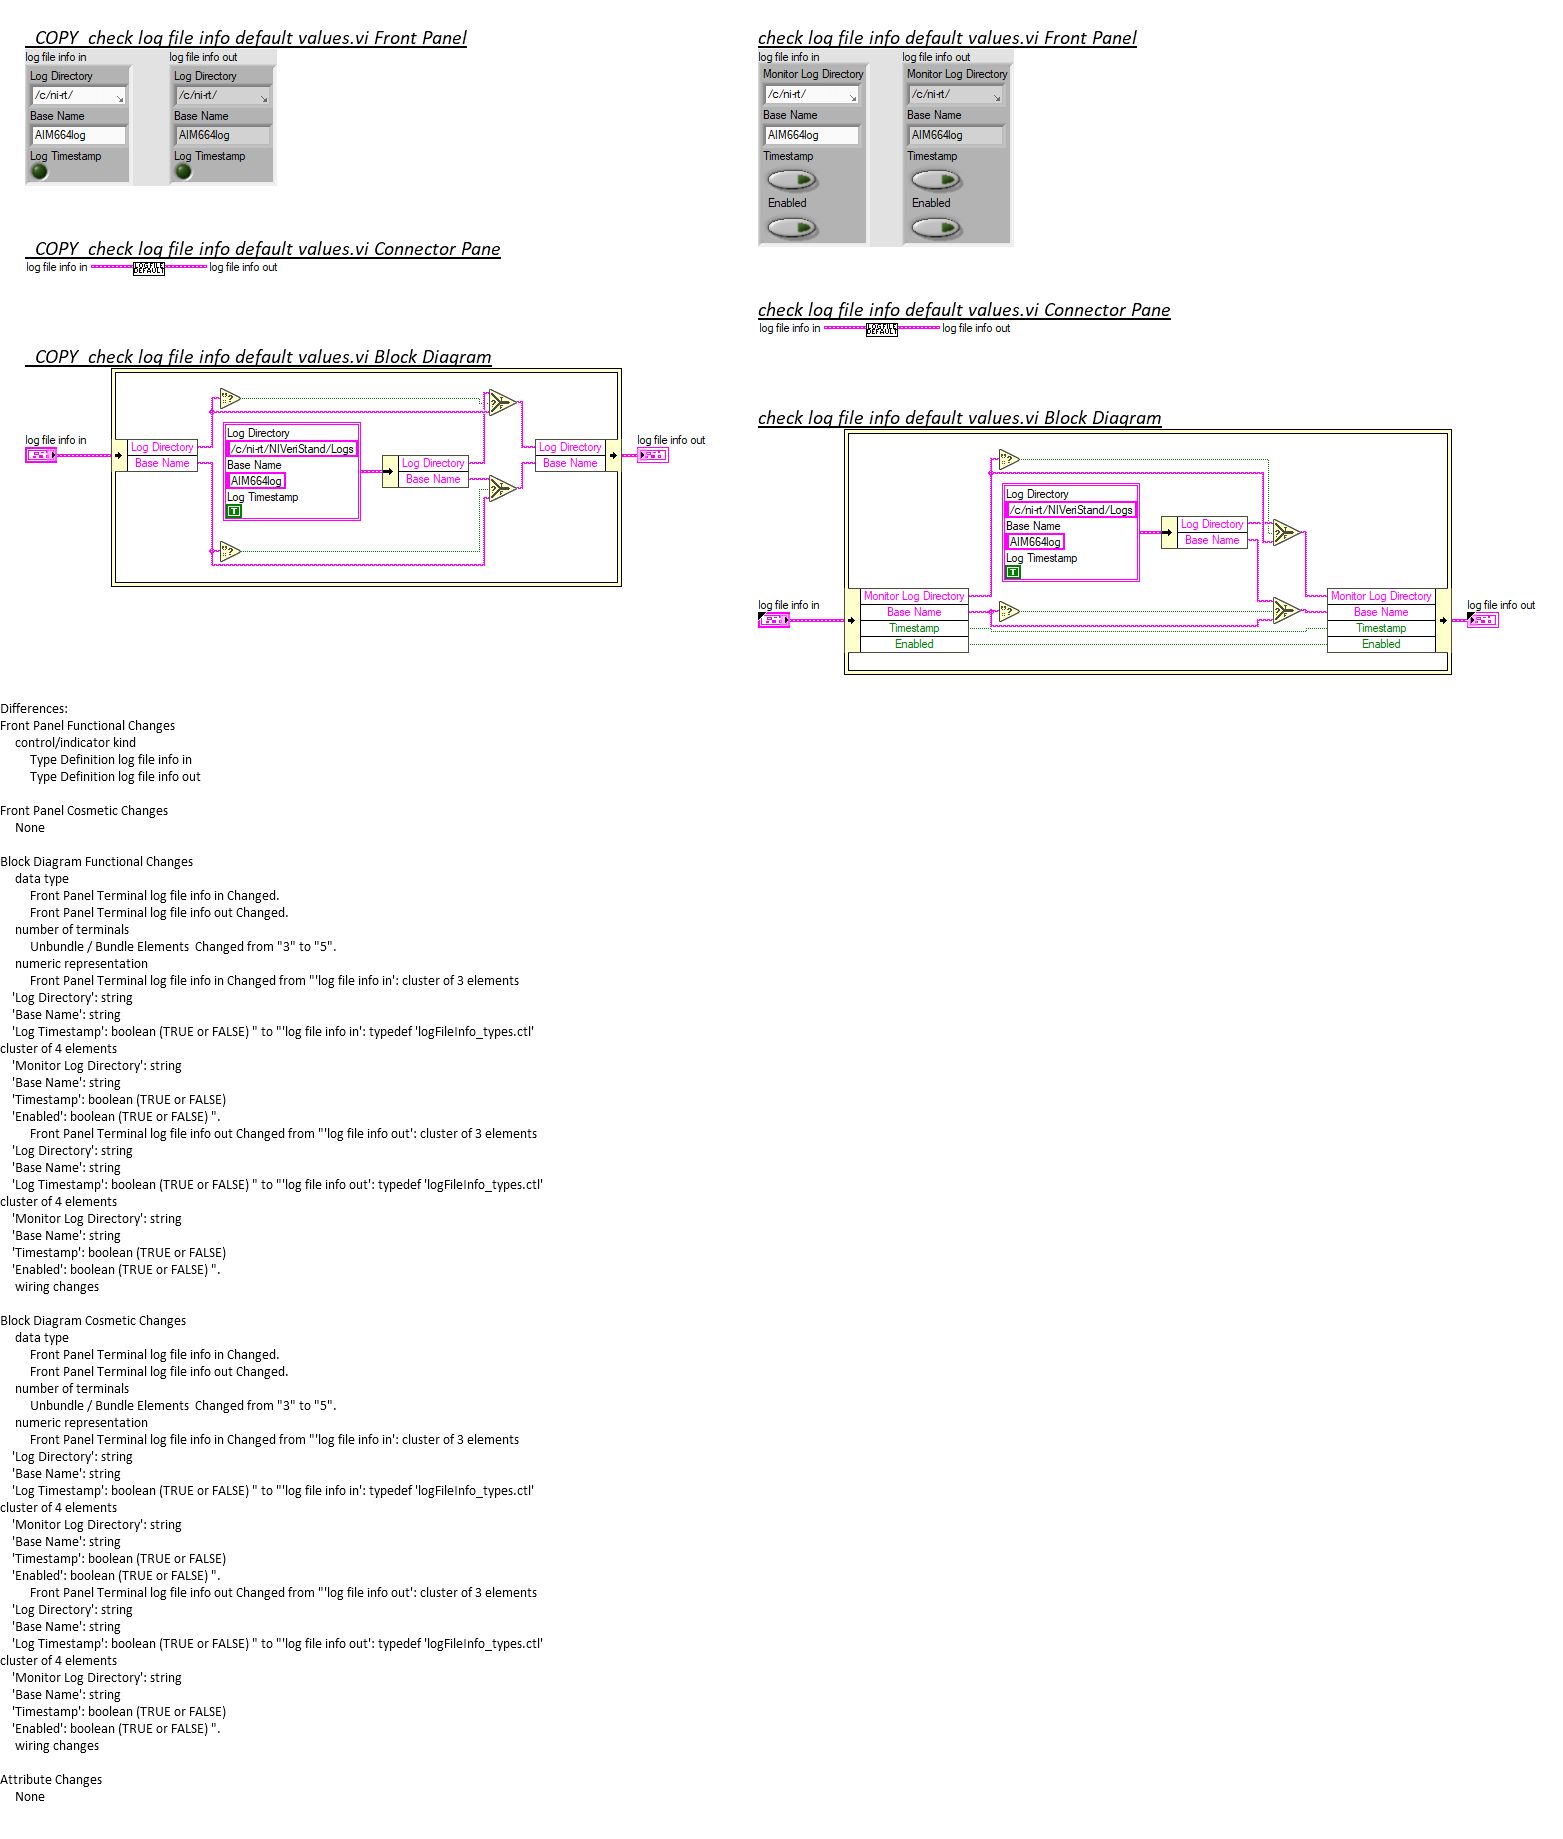 _COPY_check log file info default values.vi Front Panel
log file info in
log file info out
Log Directory
Log Directory
/c/ni-rt/
/c/ni-rt/
Base Name
Base Name
AIM664log
AIM664log
Log Timestamp
Log Timestamp
_COPY_check log file info default values.vi Connector Pane
log file info in
LOGFILE
DEFAULT
log file info out
_COPY_check log file info default values.vi Block Diagram
log file info in
Log Directory
Base Name
Log Directory
/c/ni-rt/NIVeriStand/Logs
Base Name
AIM664log
Log Timestamp
T
Log Directory
Base Name
Log Directory
Base Name
log file info out
check log file info default values.vi Front Panel
log file info in
log file info out
Monitor Log Directory
Monitor Log Directory
/c/ni-rt/
/c/ni-rt/
Base Name
Base Name
AIM664log
AIM664log
Timestamp
Timestamp
Enabled
Enabled
check log file info default values.vi Connector Pane
log file info in
LOGFILE
DEFAULT
log file info out
check log file info default values.vi Block Diagram
Log Directory
/c/ni-rt/NIVeriStand/Logs
Base Name
AIM664log
Log Timestamp
T
Log Directory
Base Name
log file info in
Monitor Log Directory
Base Name
Timestamp
Enabled
Monitor Log Directory
Base Name
Timestamp
Enabled
log file info out
Differences:
Front Panel Functional Changes
control/indicator kind
Type Definition log file info in
Type Definition log file info out
Front Panel Cosmetic Changes
None
Block Diagram Functional Changes
data type
Front Panel Terminal log file info in Changed.
Front Panel Terminal log file info out Changed.
number of terminals
Unbundle / Bundle Elements  Changed from "3" to "5".
numeric representation
Front Panel Terminal log file info in Changed from "'log file info in': cluster of 3 elements
'Log Directory': string
'Base Name': string
'Log Timestamp': boolean (TRUE or FALSE) " to "'log file info in': typedef 'logFileInfo_types.ctl'
cluster of 4 elements
'Monitor Log Directory': string
'Base Name': string
'Timestamp': boolean (TRUE or FALSE)
'Enabled': boolean (TRUE or FALSE) ".
Front Panel Terminal log file info out Changed from "'log file info out': cluster of 3 elements
'Log Directory': string
'Base Name': string
'Log Timestamp': boolean (TRUE or FALSE) " to "'log file info out': typedef 'logFileInfo_types.ctl'
cluster of 4 elements
'Monitor Log Directory': string
'Base Name': string
'Timestamp': boolean (TRUE or FALSE)
'Enabled': boolean (TRUE or FALSE) ".
wiring changes
Block Diagram Cosmetic Changes
data type
Front Panel Terminal log file info in Changed.
Front Panel Terminal log file info out Changed.
number of terminals
Unbundle / Bundle Elements  Changed from "3" to "5".
numeric representation
Front Panel Terminal log file info in Changed from "'log file info in': cluster of 3 elements
'Log Directory': string
'Base Name': string
'Log Timestamp': boolean (TRUE or FALSE) " to "'log file info in': typedef 'logFileInfo_types.ctl'
cluster of 4 elements
'Monitor Log Directory': string
'Base Name': string
'Timestamp': boolean (TRUE or FALSE)
'Enabled': boolean (TRUE or FALSE) ".
Front Panel Terminal log file info out Changed from "'log file info out': cluster of 3 elements
'Log Directory': string
'Base Name': string
'Log Timestamp': boolean (TRUE or FALSE) " to "'log file info out': typedef 'logFileInfo_types.ctl'
cluster of 4 elements
'Monitor Log Directory': string
'Base Name': string
'Timestamp': boolean (TRUE or FALSE)
'Enabled': boolean (TRUE or FALSE) ".
wiring changes
Attribute Changes
None